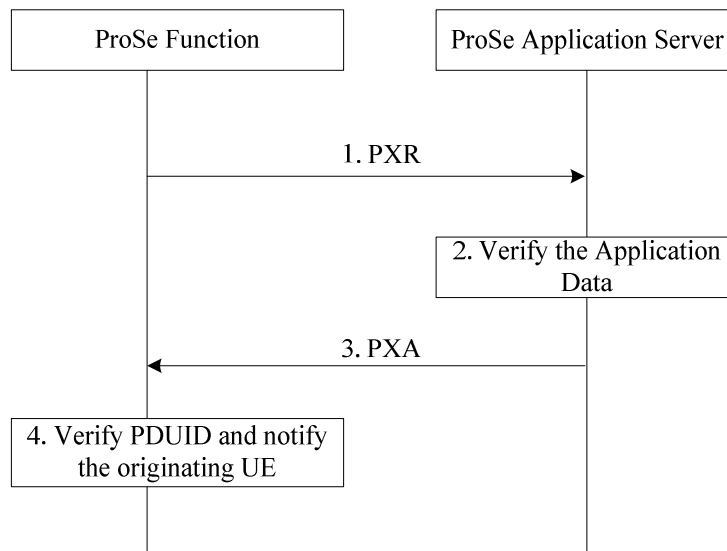 ProSe Function
ProSe Application Server
1. PXR
2. Verify the Application
Data
3. PXA
4. Verify PDUID and notify
the originating UE